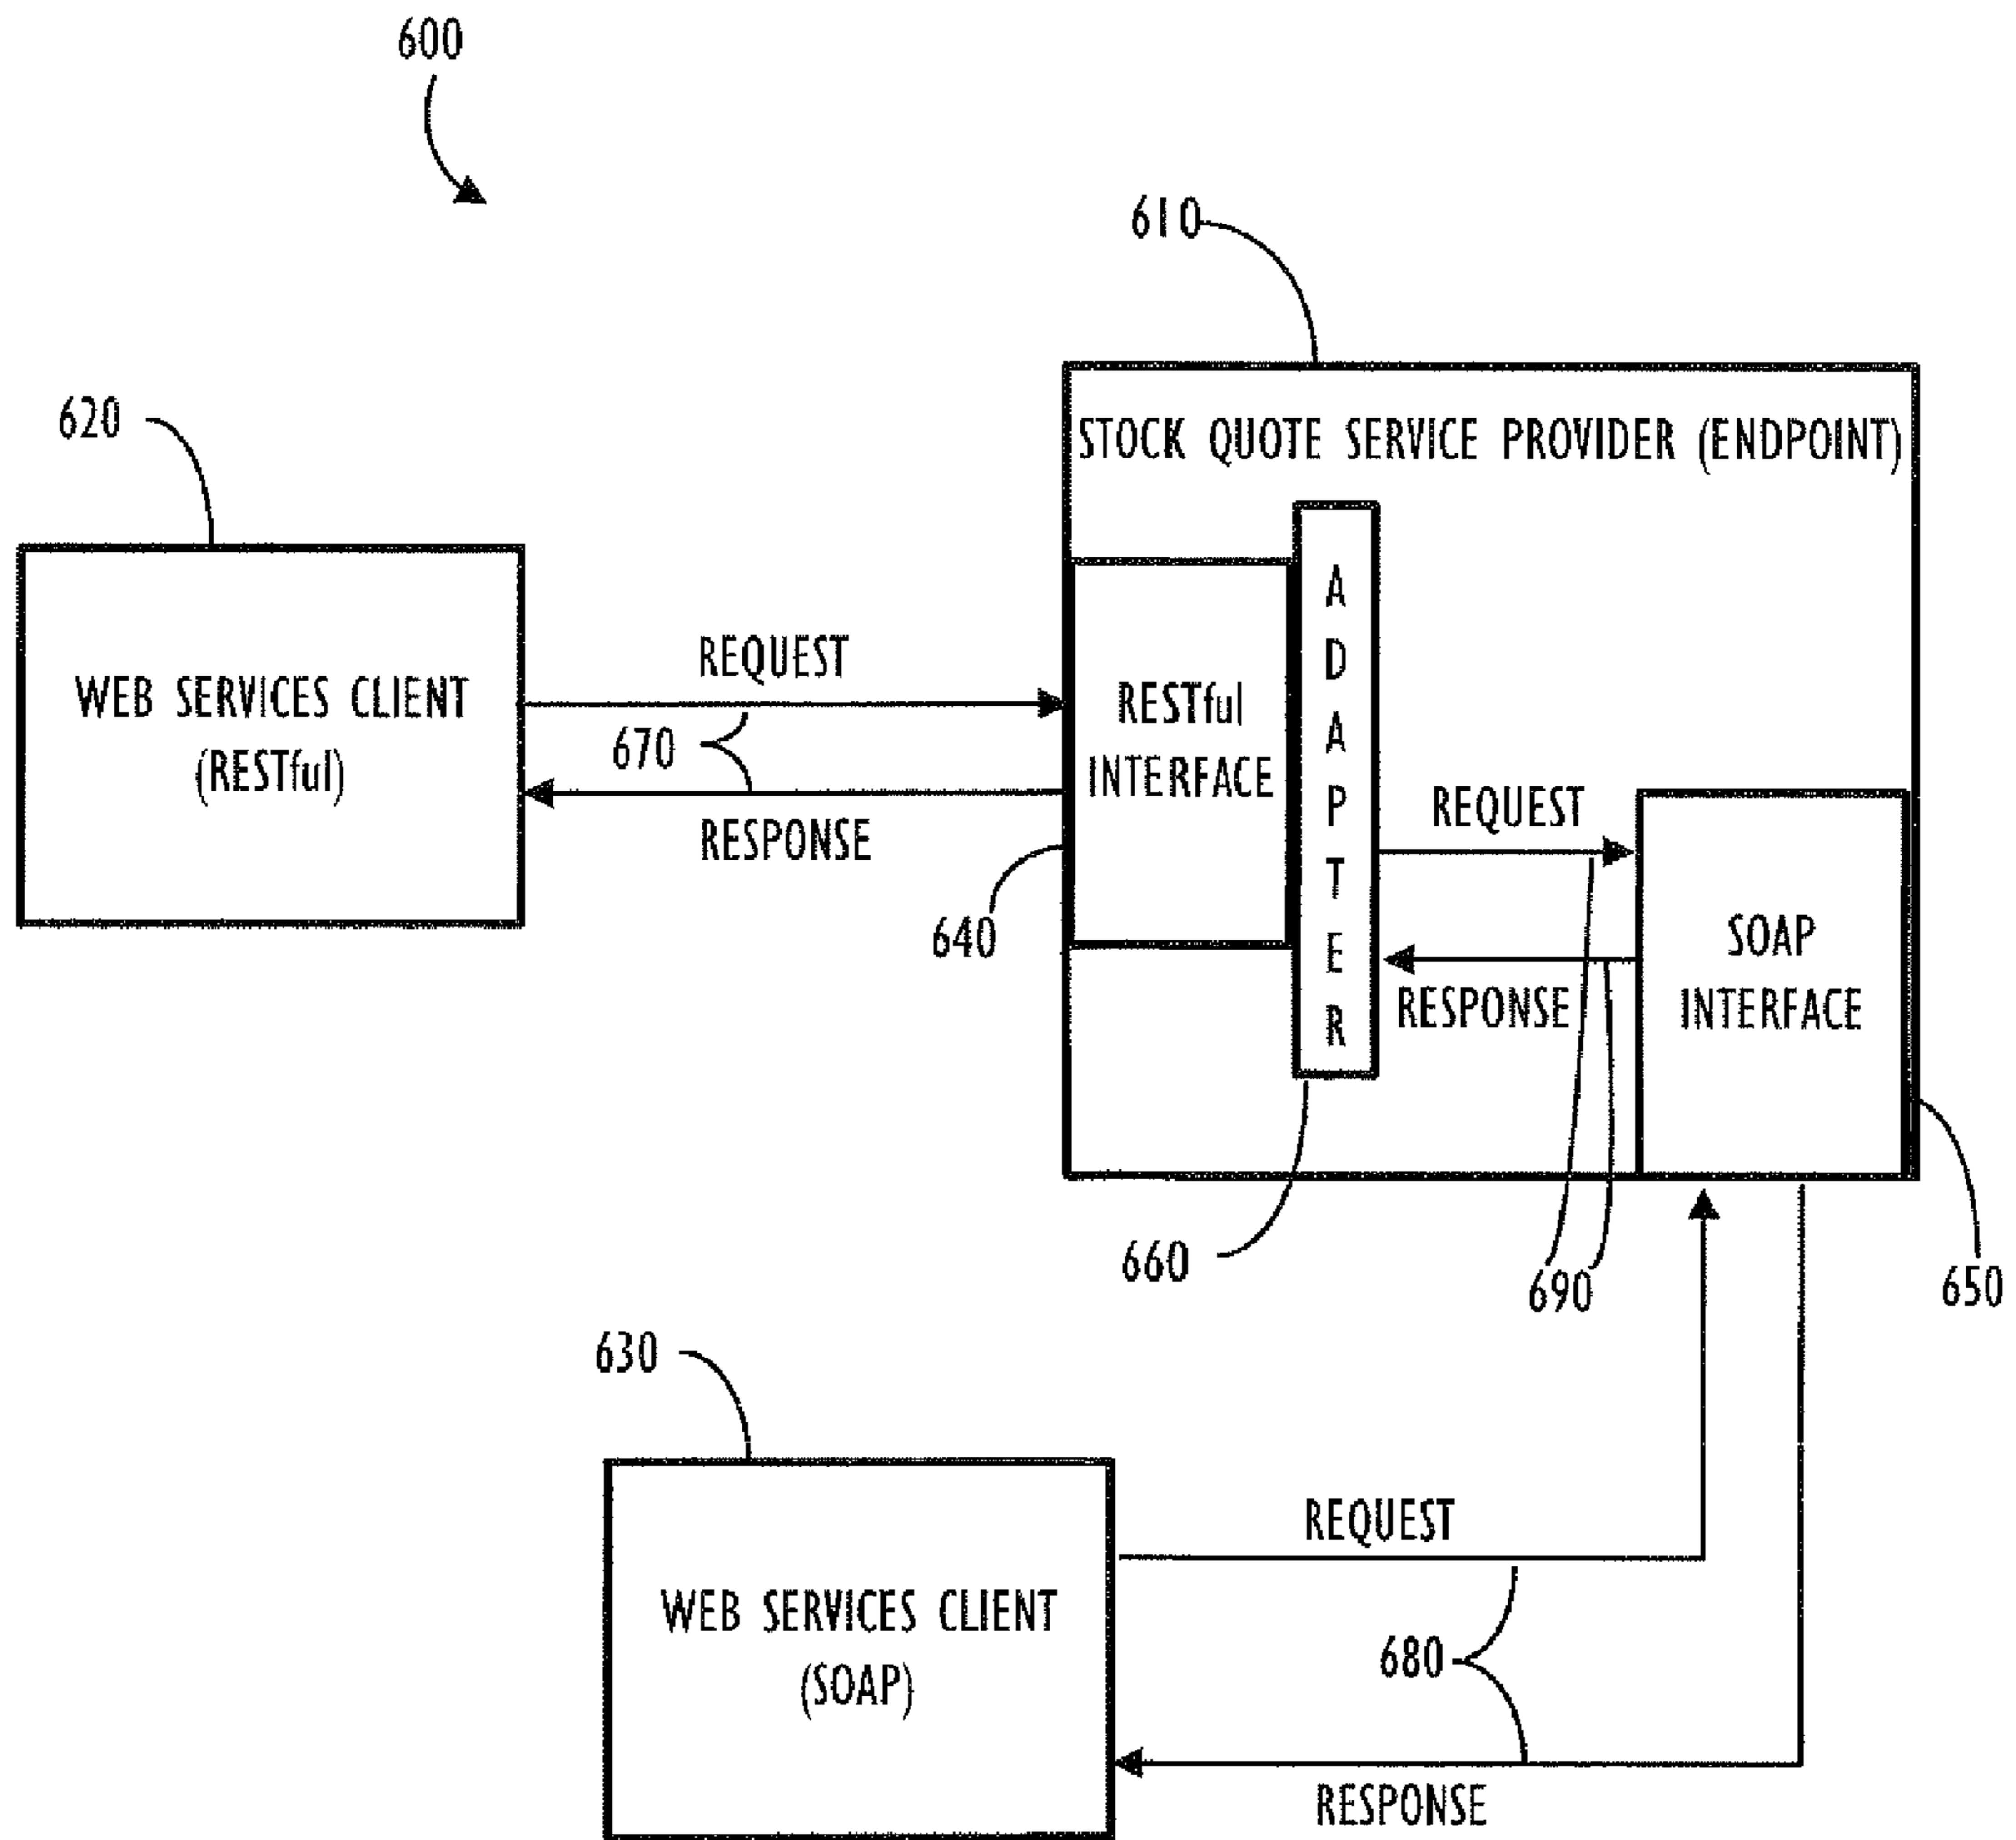 600
610
STOCK QUOTE SERVICE PROVIDER (ENDPOINT)
620
WEB SERVICES CLIENT
(RESTful)
REQUEST
670
RESPONSE
640
RESTful
INTERFACE
ADAPTER
REQUEST
RESPONSE
SOAP
INTERFACE
660
690
650
630
WEB SERVICES CLIENT
(SOAP)
REQUEST
680
RESPONSE